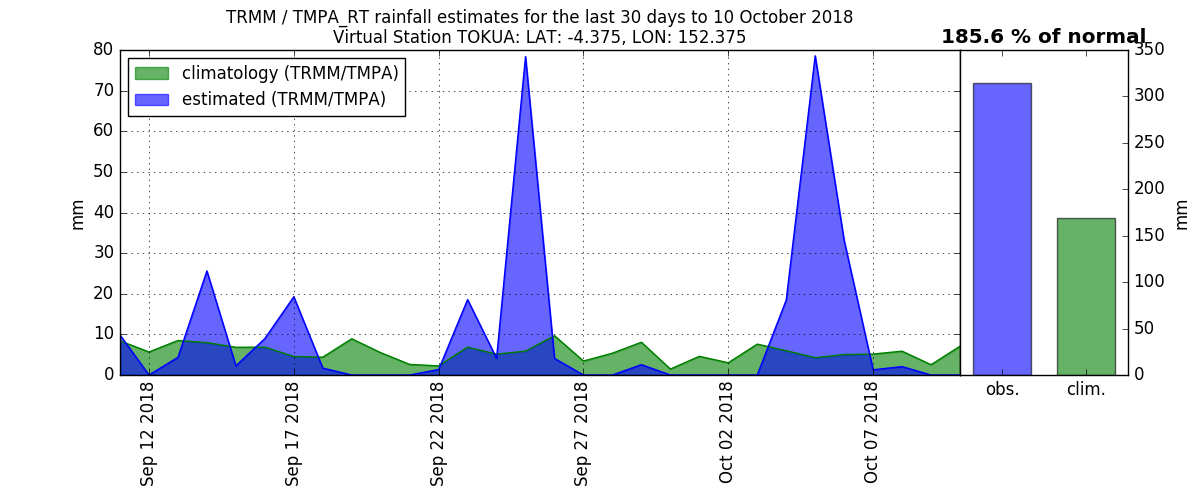 TRMM / TMPA_RT rainfall estimates for the last 30 days to 10 October 2018
Virtual Station TOKUA: LAT: -4.375, LON: 152.375
185.6 % of normal
climatology (TRMM/TMPA)
estimated (TRMM/TMPA)
80
70
60
50
40
30
20
10
0
mm
Sep 12 2018
Sep 17 2018
Sep 22 2018
Sep 27 2018
Oct 02 2018
Oct 07 2018
350
300
250
200
150
100
50
0
mm
obs.
clim.